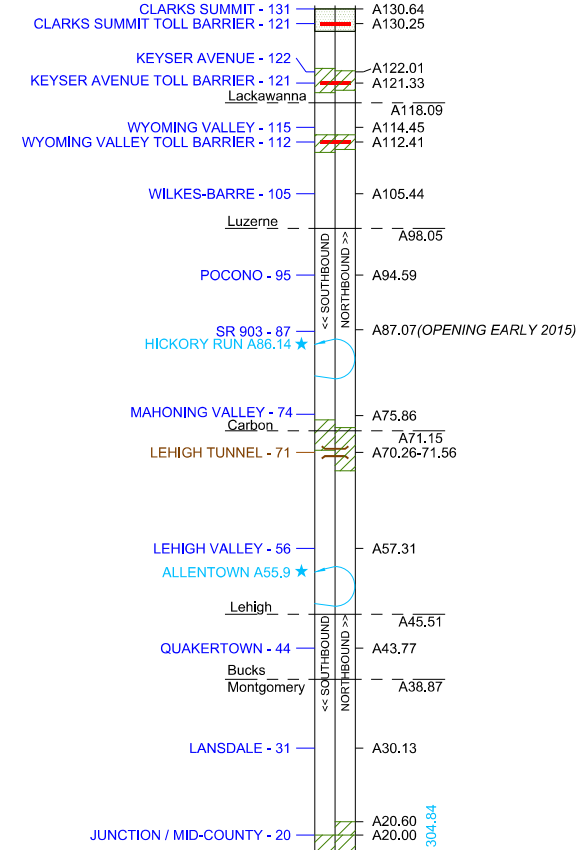 CLARKS SUMMIT - 131 A130.64
CLARKS SUMMIT TOLL BARRIER - 121 A130.25
KEYSER AVENUE - 122 A122.01
KEYSER AVENUE TOLL BARRIER - 121 A121.33
Lackawanna A118.09
WYOMING VALLEY - 115 A114.45
WYOMING VALLEY TOLL BARRIER - 112 A112.41
WILKES-BARRE - 105 A105.44
Luzerne A98.05
<< SOUTHBOUND
NORTHBOUND >>
POCONO - 95 A94.59
SR 903 - 87 A87.07(OPENING EARLY 2015)
HICKORY RUN A86.14 ★
MAHONING VALLEY - 74 A75.86
Carbon A71.15
LEHIGH TUNNEL - 71 A70.26-71.56
LEHIGH VALLEY - 56 A57.31
ALLENTOWN A55.9 ★
Lehigh A45.51
<< SOUTHBOUND
NORTHBOUND >>
QUAKERTOWN - 44 A43.77
Bucks
Montgomery A38.87
LANSDALE - 31 A30.13
A20.60
JUNCTION / MID-COUNTY - 20 A20.00
304.84